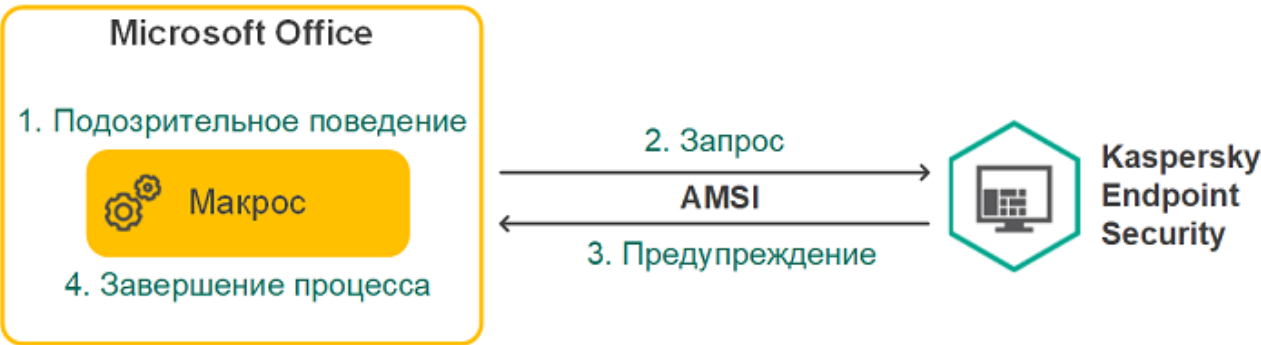 Microsoft Office
1. Подозрительное поведение
Макрос
4. Завершение процесса
2. Запрос
AMSI
3. Предупреждение
Kaspersky
Endpoint
Security